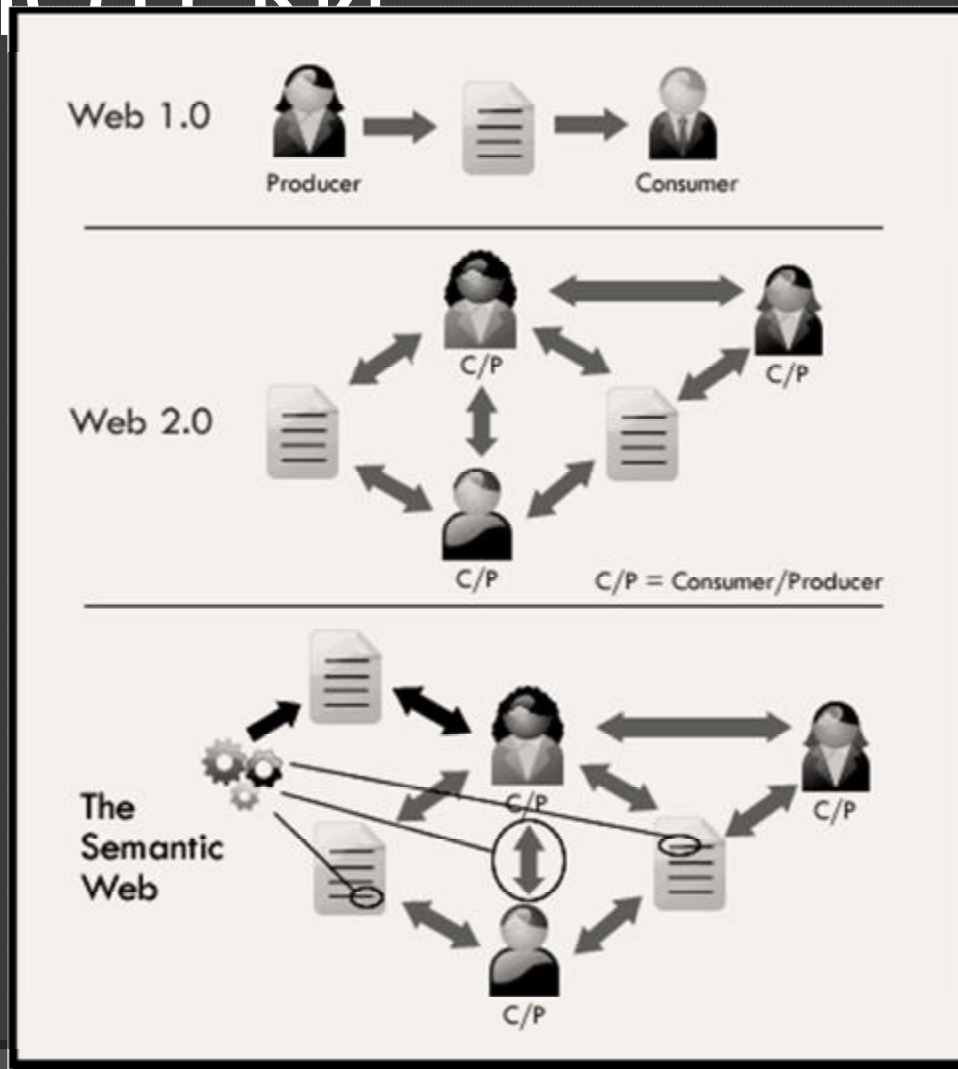 Web 1.0
Producer
Consumer
C/P
C/P
Web 2.0
C/P
C/P = Consumer/Producer
C/P
C/P
The
Semantic
Web
C/P